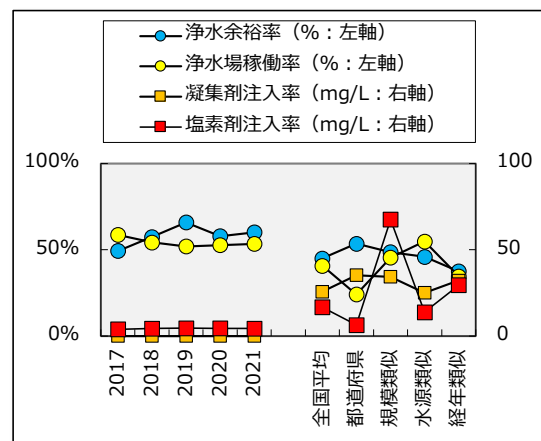 浄水余裕率（%：左軸）
浄水場稼働率（%：左軸）
凝集剤注入率（mg/L：右軸）
塩素剤注入率（mg/L：右軸）
100%
100
50%
50
0%
0
2017
2018
2019
2020
2021
全国平均
都道府県
規模類似
水源類似
経年類似